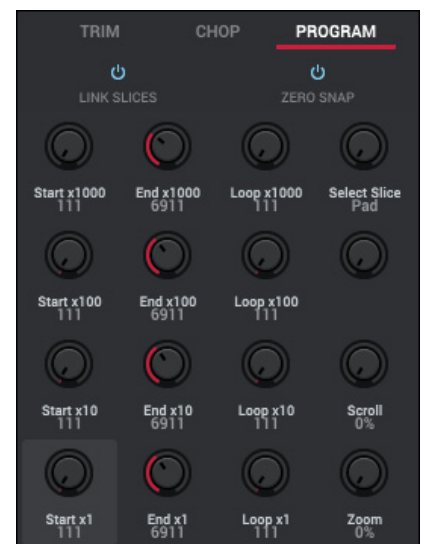 TRIM CHOP PROGRAM
LINK SLICES ZERO SNAP
Start x1000 End x1000 Loop x1000 Select Slice
111 6911 111 Pad
Start x100 End x100 Loop x100
111 6911 111
Start x10 End x10 Loop x10 Scroll
111 6911 111 0%
Start x1 End x1 Loop x1 Zoom
111 6911 111 0%